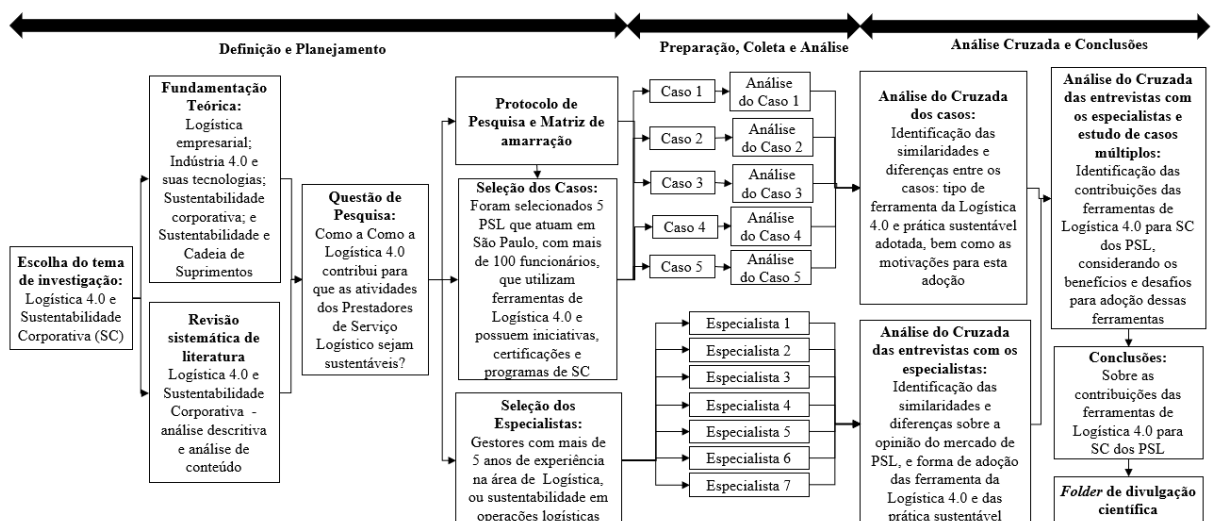 Definição e Planejamento
Preparação, Coleta e Análise
Análise Cruzada e Conclusões
Escolha do tema
de investigação:
Logística 4.0 e
Sustentabilidade
Corporativa (SC)
Fundamentação
Teórica:
Logística
empresarial;
Indústria 4.0 e
suas tecnologias;
Sustentabilidade
corporativa; e
Sustentabilidade e
Cadeia de
Suprimentos
Revisão
sistemática de
literatura
Logística 4.0 e
Sustentabilidade
Corporativa -
análise descritiva
e análise de
conteúdo
Questão de
Pesquisa:
Como a Como a
Logística 4.0
contribui para
que as atividades
dos Prestadores
de Serviço
Logístico sejam
sustentáveis?
Protocolo de
Pesquisa e Matriz de
amarração
Seleção dos Casos:
Foram selecionados 5
PSL que atuam em
São Paulo, com mais
de 100 funcionários,
que utilizam
ferramentas de
Logística 4.0 e
possuem iniciativas,
certificações e
programas de SC
Seleção dos
Especialistas:
Gestores com mais de
5 anos de experiência
na área de Logística,
ou sustentabilidade em
operações logísticas
Caso 1
Análise
do Caso 1
Caso 2
Análise
do Caso 2
Caso 3
Análise
do Caso 3
Caso 4
Análise
do Caso 4
Caso 5
Análise
do Caso 5
Especialista 1
Especialista 2
Especialista 3
Especialista 4
Especialista 5
Especialista 6
Especialista 7
Análise do Cruzada
dos casos:
Identificação das
similaridades e
diferenças entre os
casos: tipo de
ferramenta da Logística
4.0 e prática sustentável
adotada, bem como as
motivações para esta
adoção
Análise do Cruzada
das entrevistas com os
especialistas:
Identificação das
similaridades e
diferenças sobre a
opinião do mercado de
PSL, e forma de adoção
das ferramenta da
Logística 4.0 e das
prática sustentável
Análise do Cruzada
das entrevistas com
os especialistas e
estudo de casos
múltiplos:
Identificação das
contribuições das
ferramentas de
Logística 4.0 para SC
dos PSL,
considerando os
benefícios e desafios
para adoção dessas
ferramentas
Conclusões:
Sobre as
contribuições das
ferramentas de
Logística 4.0 para
SC dos PSL
Folder de divulgação
científica